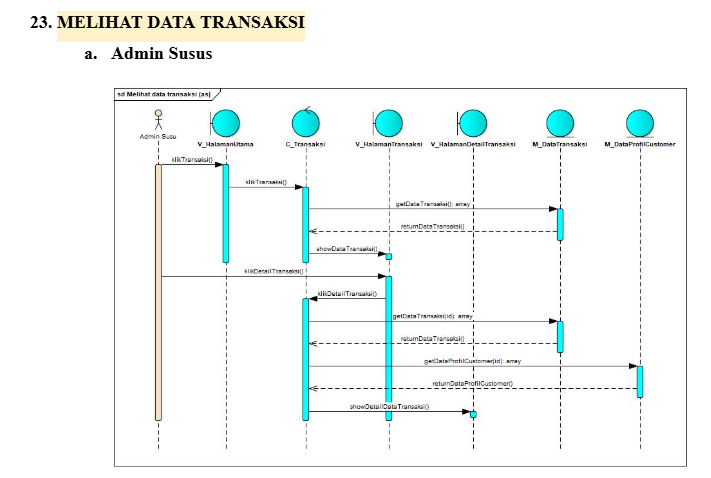 23. MELIHAT DATA TRANSAKSI
a. Admin Susus
sd Melihat data transaksi (as)
Admin Susu
V_HalamanUtama
C_Transaksi
V_HalamanTransaksi
V_HalamanDetailTransaksi
M_DataTransaksi
M_DataProfilCustomer
klikTransaksi()
klikTransaksi()
getDataTransaksi(): array
returnDataTransaksi()
showDataTransaksi()
klikDetailTransaksi()
klikDetailTransaksi()
getDataTransaksi(id): array
returnDataTransaksi()
getDataProfilCustomer(id): array
returnDataProfilCustomer()
showDetailDataTransaksi()